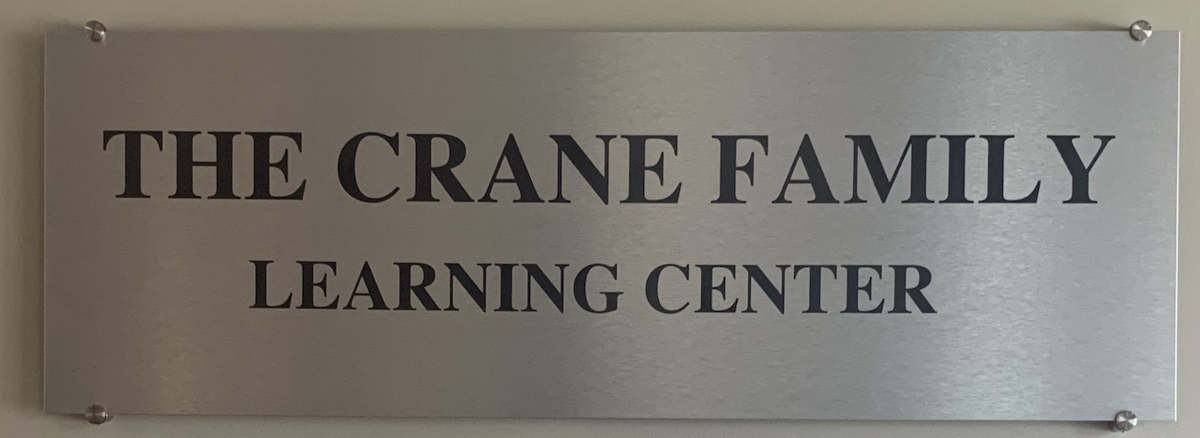 THE CRANE FAMILY
LEARNING CENTER